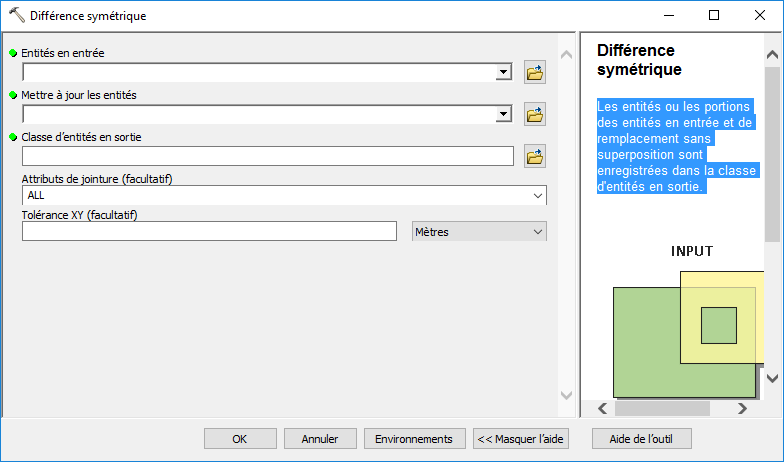 Différence symétrique
Entités en entrée
Mettre à jour les entités
Classe d'entités en sortie
Attributs de jointure (facultatif)
ALL
Tolérance XY (facultatif)
Mètres
Différence
symétrique
Les entités ou les portions
des entités en entrée et de
remplacement sans
superposition sont
enregistrées dans la classe
d'entités en sortie.
INPUT
OK
Annuler
Environnements
<< Masquer l'aide
Aide de l'outil